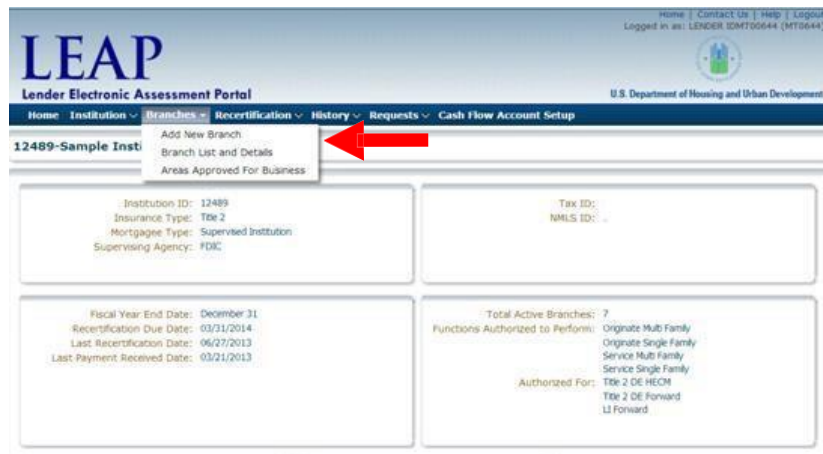 Home | Contact Us | Help | Logout
Logged in as: LENDER IDMT00644 (MT0644)
LEAP
Lender Electronic Assessment Portal
U.S. Department of Housing and Urban Development
Home Institution Branches Recertification History Requests Cash Flow Account Setup
Add New Branch
12489-Sample Insti
Branch List and Details
Areas Approved For Business
Institution ID: 12489
Insurance Type: Title 2
Mortgagee Type: Supervised Institution
Supervising Agency: FDIC
Tax ID:
NMLS ID: .
Fiscal Year End Date: December 31
Recertification Due Date: 03/31/2014
Last Recertification Date: 06/27/2013
Last Payment Received Date: 03/21/2013
Total Active Branches: 7
Functions Authorized to Perform: Originate Multi Family
Originate Single Family
Service Multi Family
Service Single Family
Authorized For: Title 2 DE HECM
Title 2 DE Forward
LI Forward